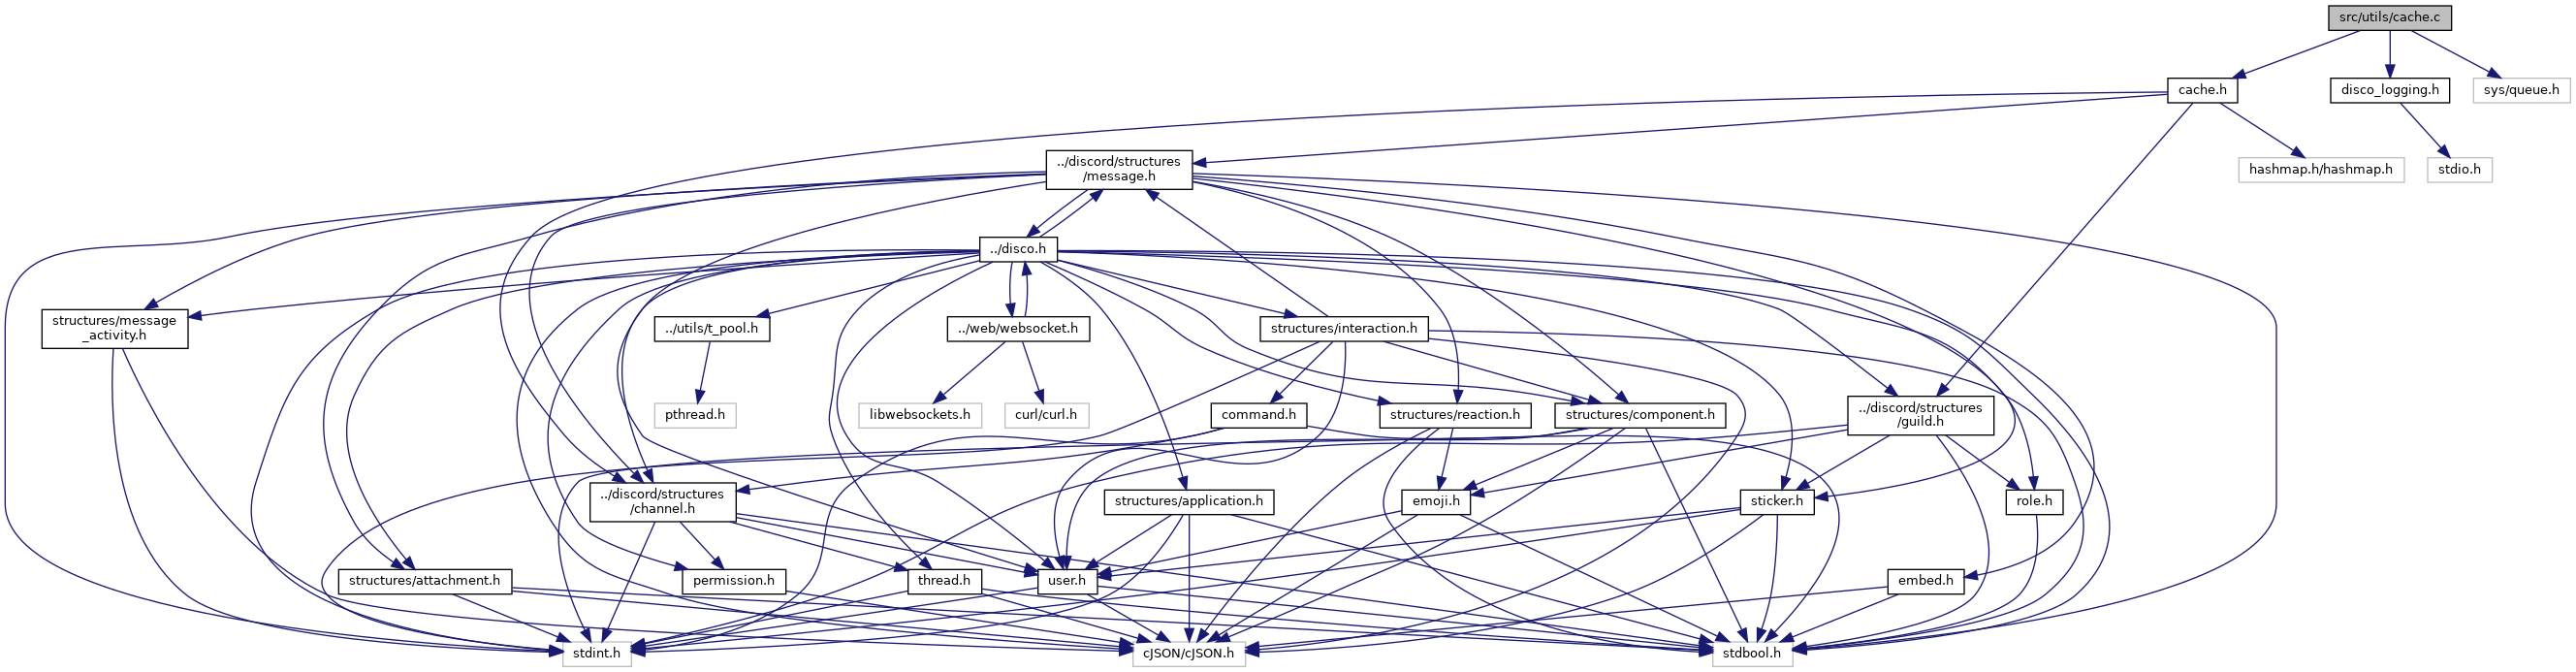 src/utils/cache.c
cache.h
disco_logging.h
sys/queue.h
../discord/structures
/message.h
hashmap.h/hashmap.h
stdio.h
../disco.h
structures/message
_activity.h
../utils/t_pool.h
../web/websocket.h
structures/interaction.h
pthread.h
libwebsockets.h
curl/curl.h
command.h
structures/reaction.h
structures/component.h
../discord/structures
/guild.h
../discord/structures
/channel.h
structures/application.h
emoji.h
sticker.h
role.h
structures/attachment.h
permission.h
thread.h
user.h
embed.h
stdint.h
cJSON/cJSON.h
stdbool.h